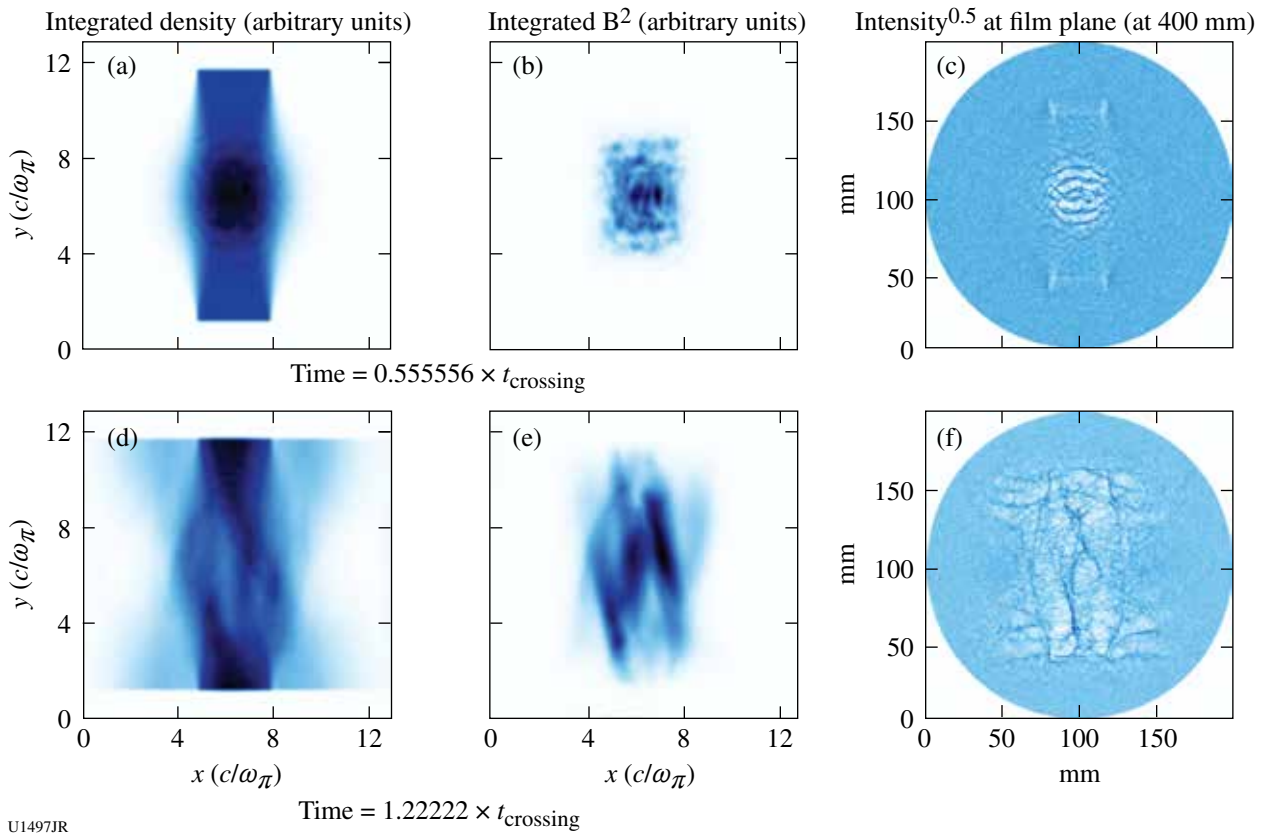 Integrated density (arbitrary units)
Integrated B² (arbitrary units)
Intensity⁰·⁵ at film plane (at 400 mm)
(a)
(b)
(c)
12
8
4
0
y (c/ωπ)
150
100
50
0
mm
Time = 0.555556 × tcrossing
(d)
(e)
(f)
12
8
4
0
y (c/ωπ)
150
100
50
0
mm
0 4 8 12
0 4 8 12
0 50 100 150
x (c/ωπ)
x (c/ωπ)
mm
Time = 1.22222 × tcrossing
U1497JR